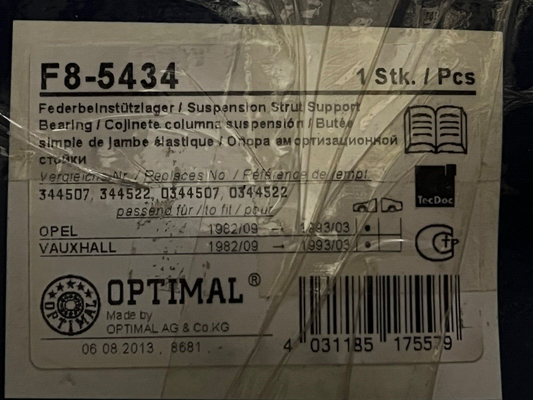 F8-5434 1 Stk. / Pcs
Federbeinstützlager / Suspension Strut Support
Bearing / Cojinete columna suspensión / Butée
simple de jambe élastique / Опора амортизационной
стойки
Vergleichs Nr. / Replaces No. / Référence de rempl.
344507, 344522, 0344507, 0344522
passend für / to fit / pour
OPEL 1982/09 → 1993/03 •
VAUXHALL 1982/09 → 1993/03 •
TecDoc
OPTIMAL
OPTIMAL ®
Made by
OPTIMAL AG & Co KG
06 08.2013 , 8681
4 031185 175579